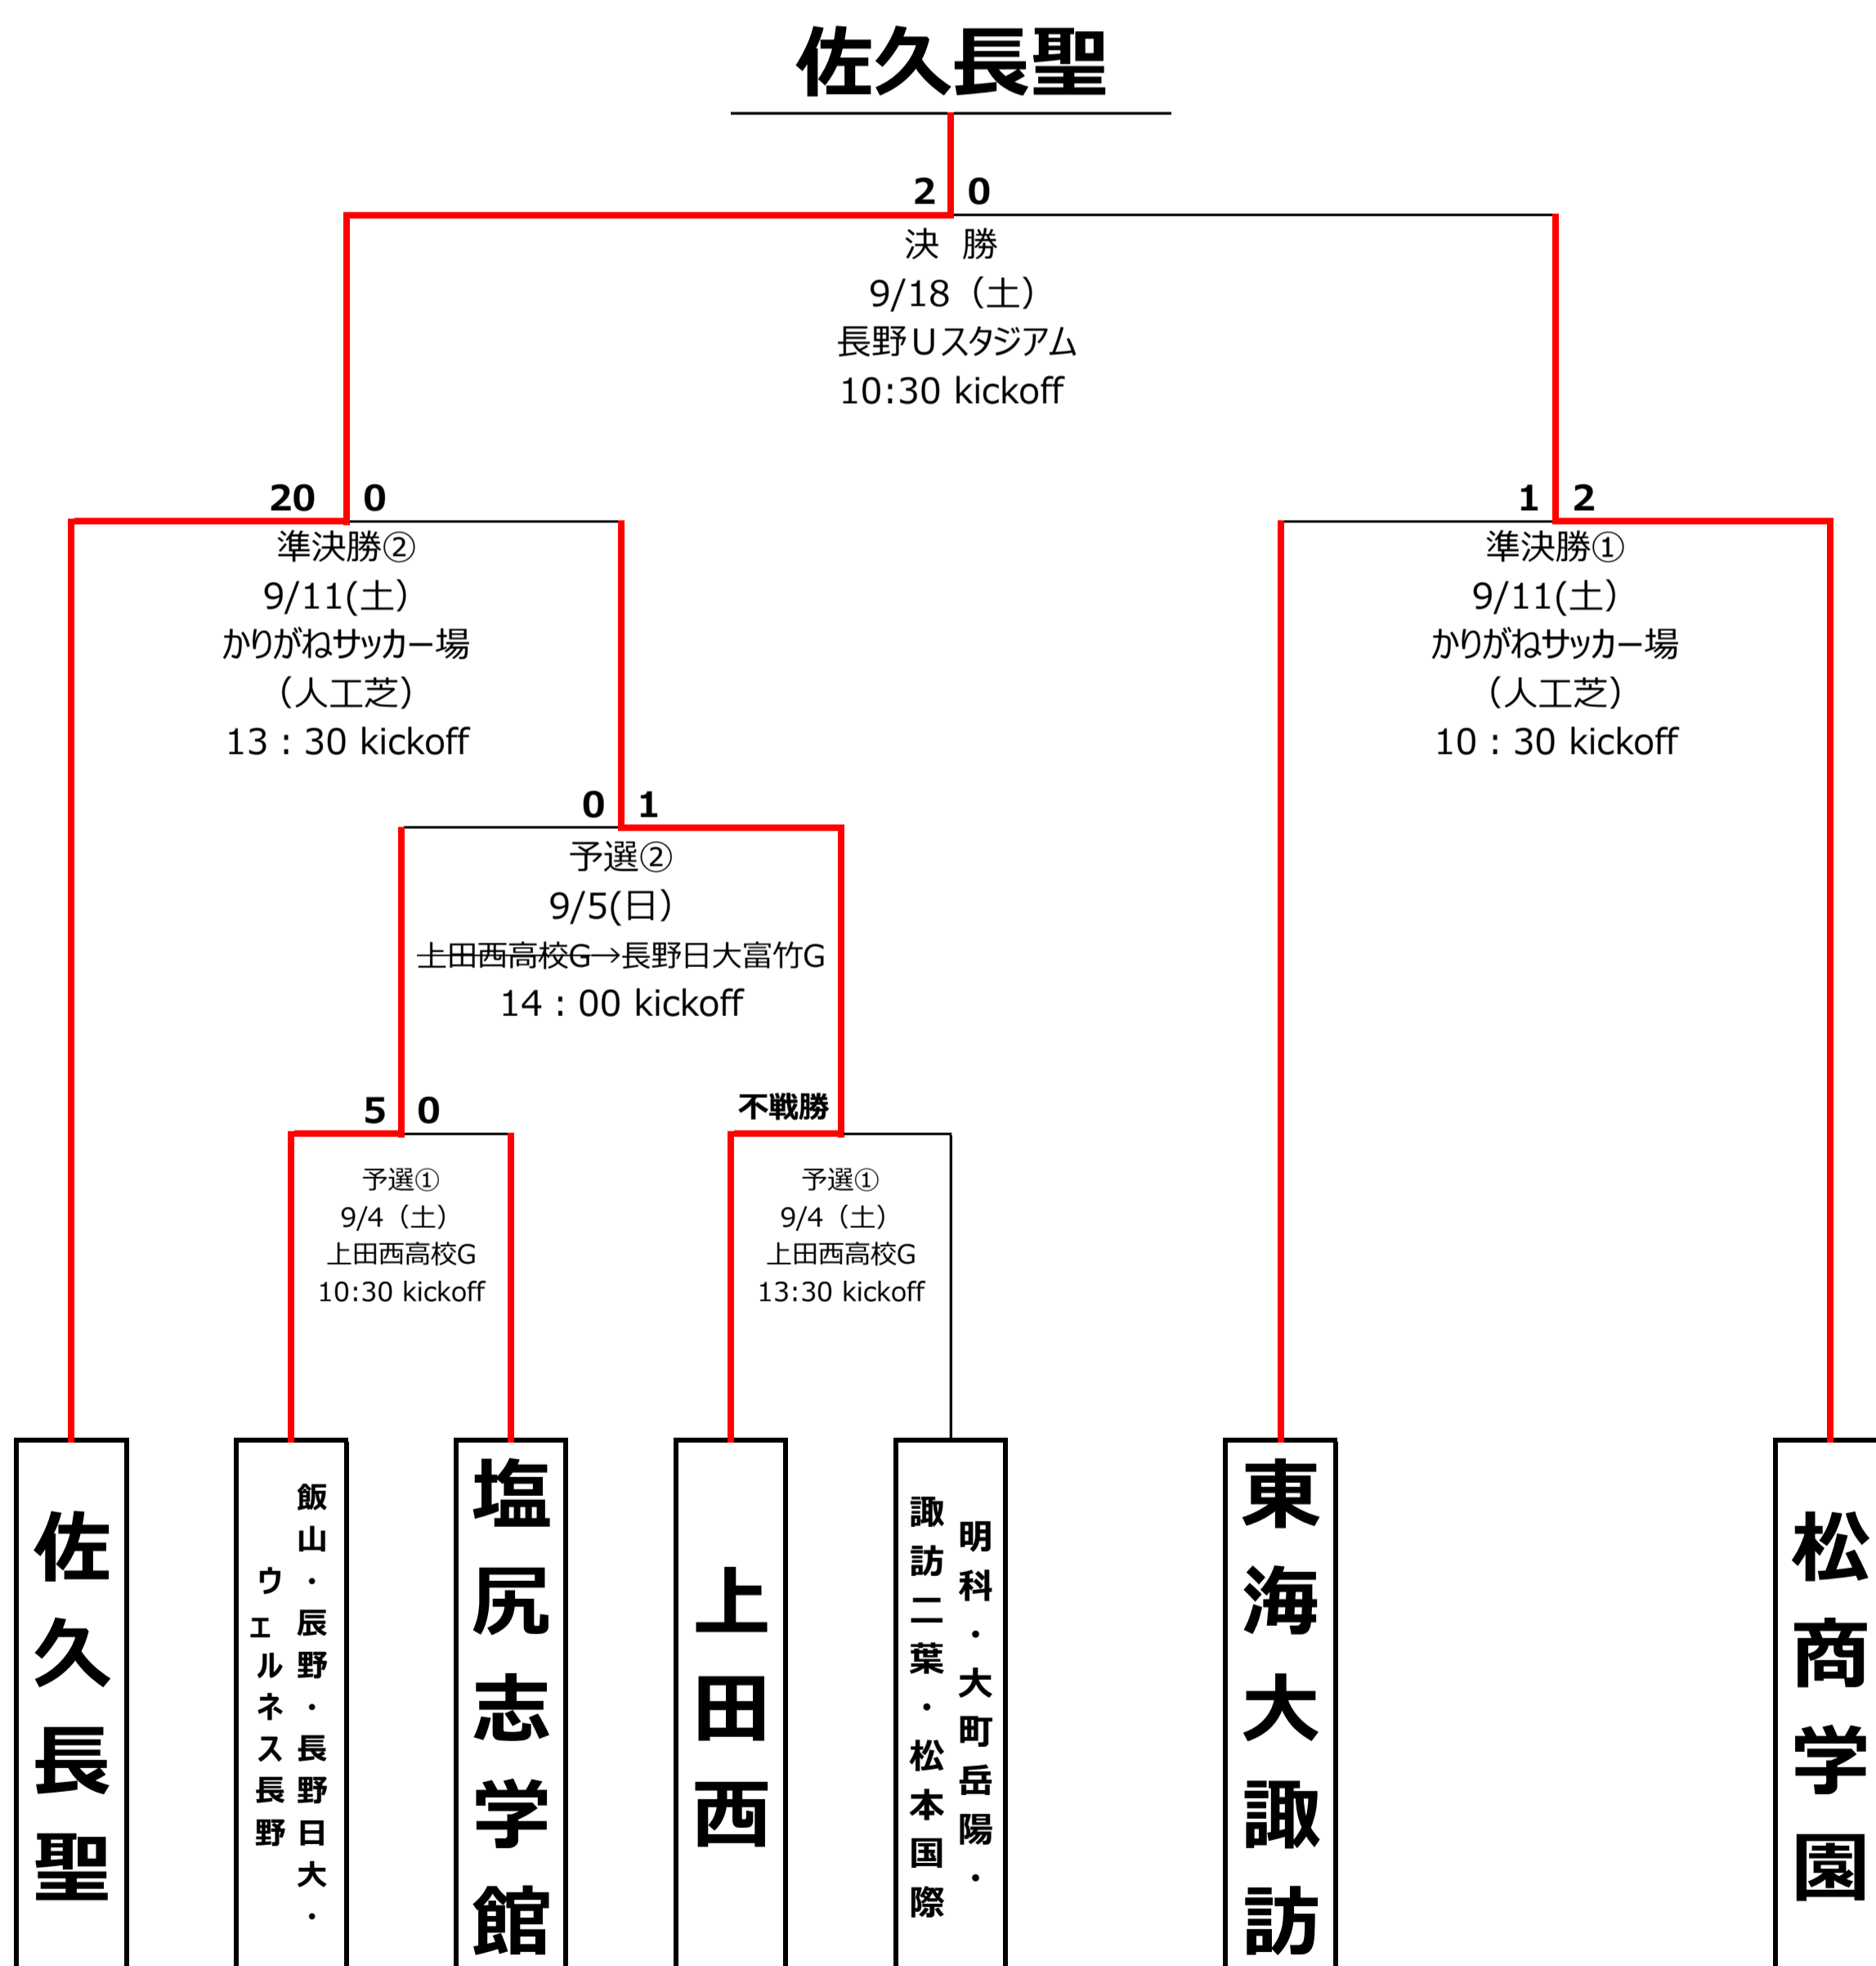 佐久長聖
2 0
決 勝
9/18（土）
長野Ｕスタジアム
10:30 kickoff
20 0
準決勝②
9/11(土）
かりがねサッカー場
（人工芝）
13：30 kickoff
1 2
準決勝①
9/11(土）
かりがねサッカー場
（人工芝）
10：30 kickoff
0 1
予選②
9/5(日）
上田西高校G→長野日大富竹G
14：00 kickoff
5 0
予選①
9/4（土）
上田西高校G
10:30 kickoff
不戦勝
予選①
9/4（土）
上田西高校G
13:30 kickoff
佐久長聖
飯山・辰野・長野日大・
ウエルネス長野
塩尻志学館
上田西
明科・大町岳陽・
諏訪二葉・松本国際
東海大諏訪
松商学園